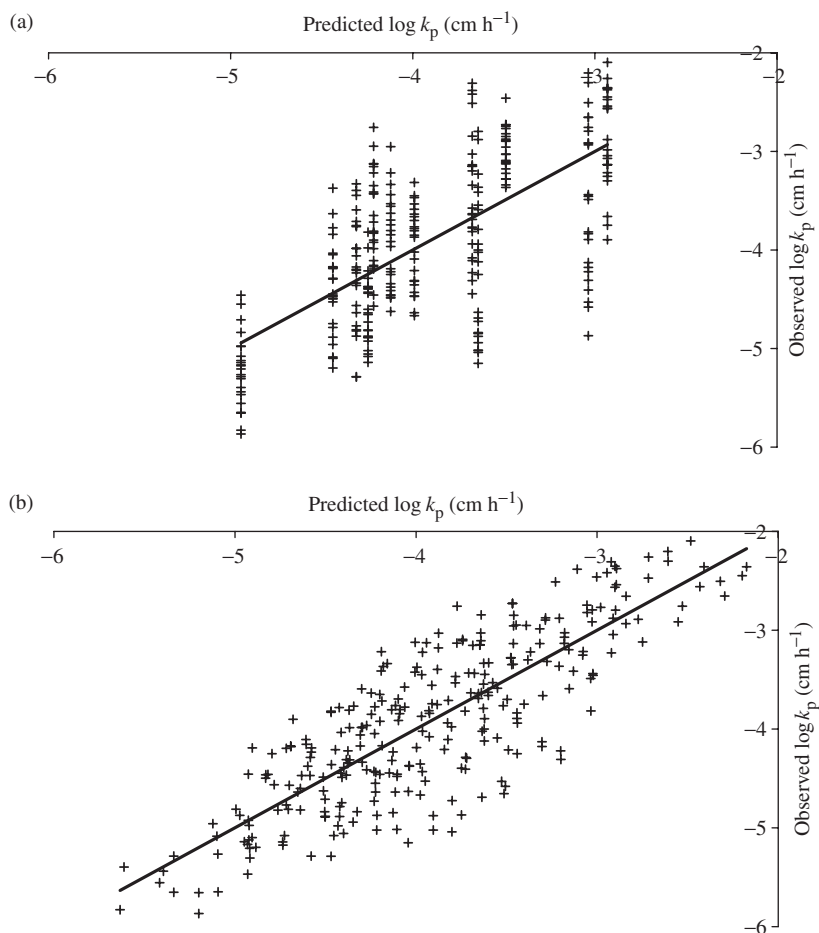 (a)
Predicted log kp (cm h−1)
−6 −5 −4 −3 −2
−2
−3
−4
−5
−6
Observed log kp (cm h−1)
(b)
Predicted log kp (cm h−1)
−6 −5 −4 −3 −2
−2
−3
−4
−5
−6
Observed log kp (cm h−1)